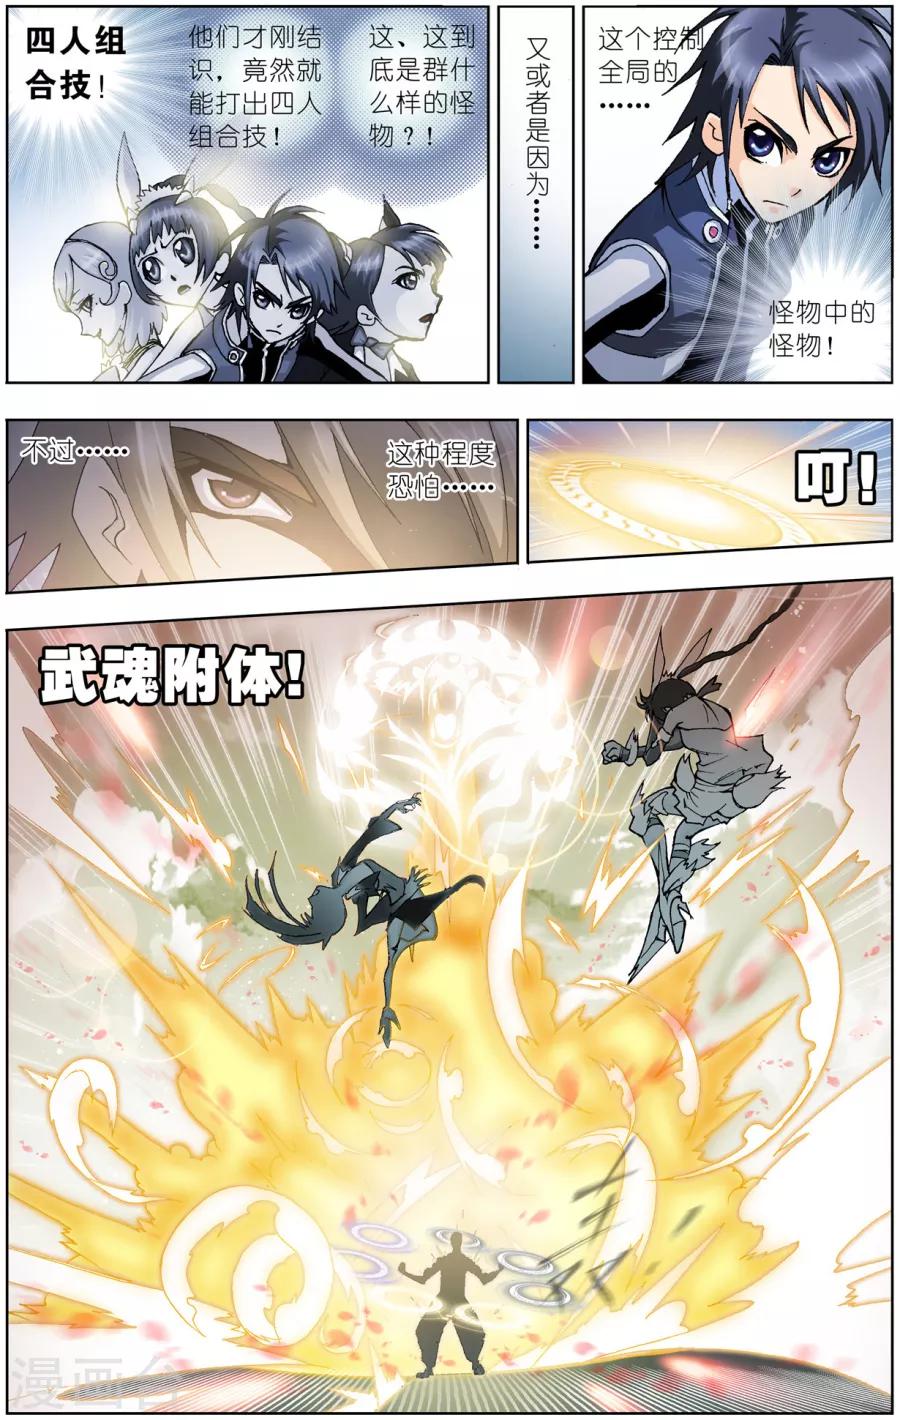 四人组
合技!
他们才刚结
识，竟然就
能打出四人
组合技!
这、这到
底是群什
么样的怪
物?!
又或者是因为……
这个控制
全局的
……
怪物中的
怪物!
不过……
这种程度
恐怕……
叮!
武魂附体!
漫画台